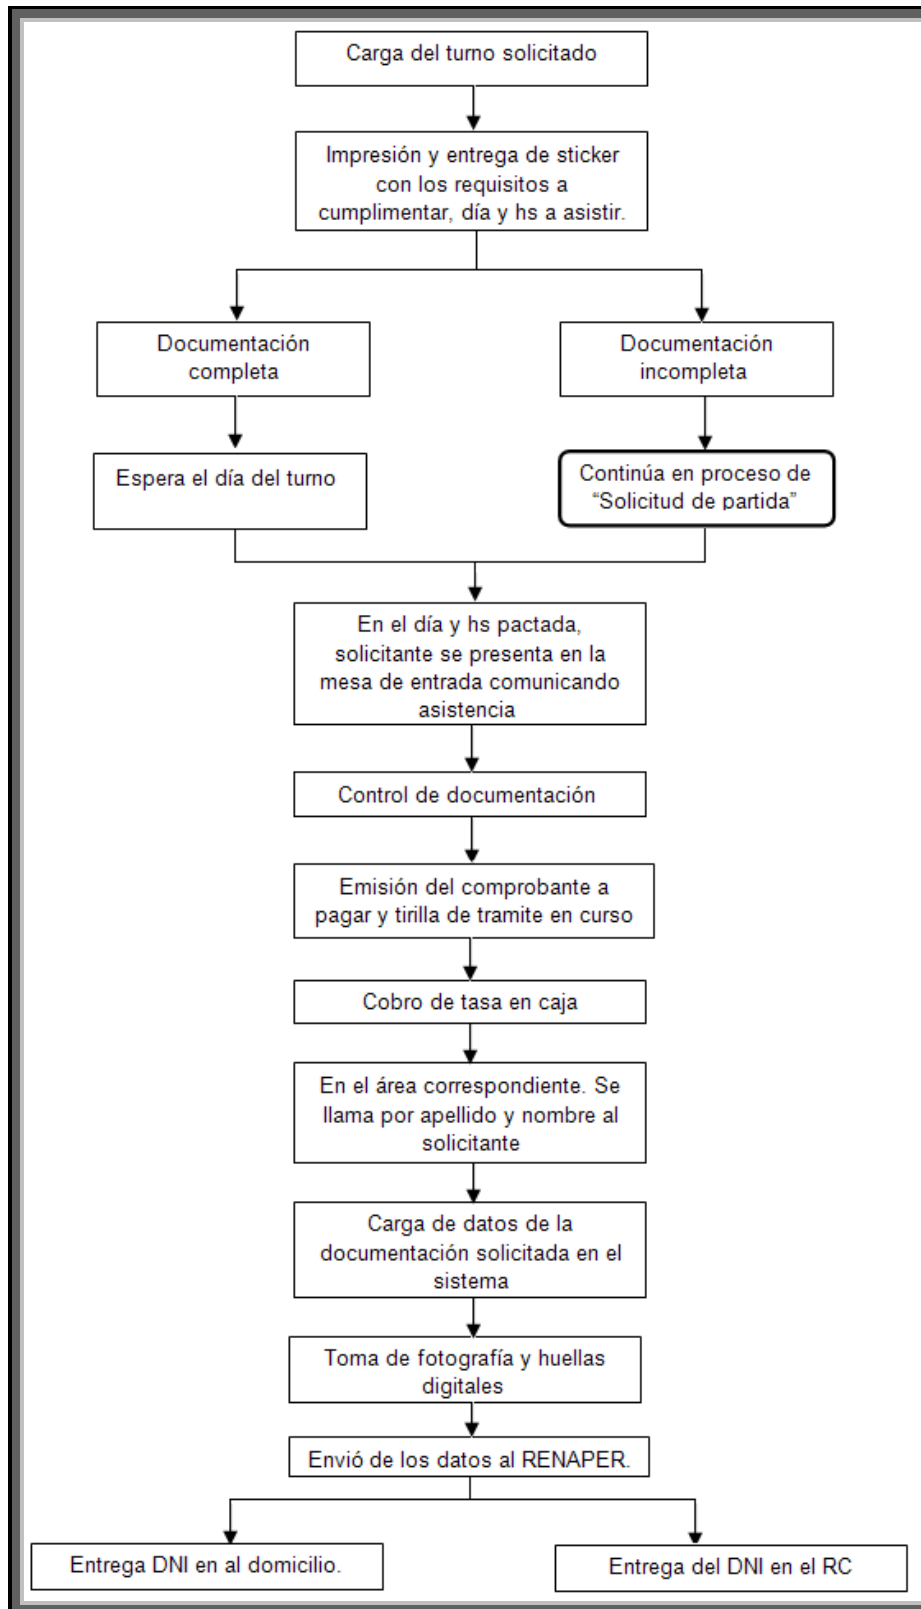 Carga del turno solicitado
Impresión y entrega de sticker
con los requisitos a
cumplimentar, día y hs a asistir.
Documentación
completa
Documentación
incompleta
Espera el día del turno
Continúa en proceso de
“Solicitud de partida”
En el día y hs pactada,
solicitante se presenta en la
mesa de entrada comunicando
asistencia
Control de documentación
Emisión del comprobante a
pagar y tirilla de tramite en curso
Cobro de tasa en caja
En el área correspondiente. Se
llama por apellido y nombre al
solicitante
Carga de datos de la
documentación solicitada en el
sistema
Toma de fotografía y huellas
digitales
Envió de los datos al RENAPER.
Entrega DNI en al domicilio.
Entrega del DNI en el RC